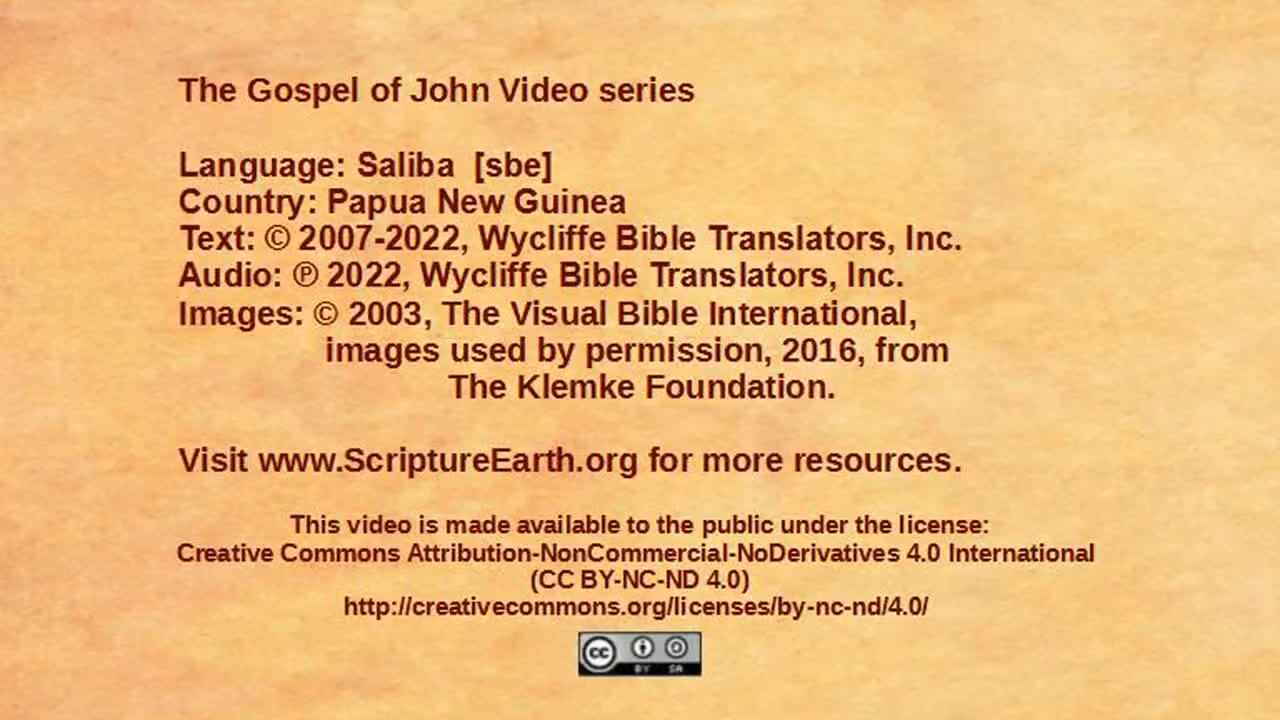 The Gospel of John Video series
Language: Saliba [sbe]
Country: Papua New Guinea
Text: © 2007-2022, Wycliffe Bible Translators, Inc.
Audio: ℗ 2022, Wycliffe Bible Translators, Inc.
Images: © 2003, The Visual Bible International,
images used by permission, 2016, from
The Klemke Foundation.
Visit www.ScriptureEarth.org for more resources.
This video is made available to the public under the license:
Creative Commons Attribution-NonCommercial-NoDerivatives 4.0 International
(CC BY-NC-ND 4.0)
http://creativecommons.org/licenses/by-nc-nd/4.0/
cc
BY SA